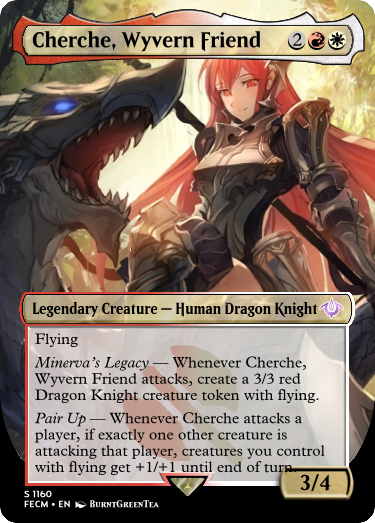 Cherche, Wyvern Friend 2
Legendary Creature — Human Dragon Knight
Flying
Minerva's Legacy — Whenever Cherche,
Wyvern Friend attacks, create a 3/3 red
Dragon Knight creature token with flying.
Pair Up — Whenever Cherche attacks a
player, if exactly one other creature is
attacking that player, creatures you control
with flying get +1/+1 until end of turn.
3/4
S 1160
FECM • EN BurntGreenTea